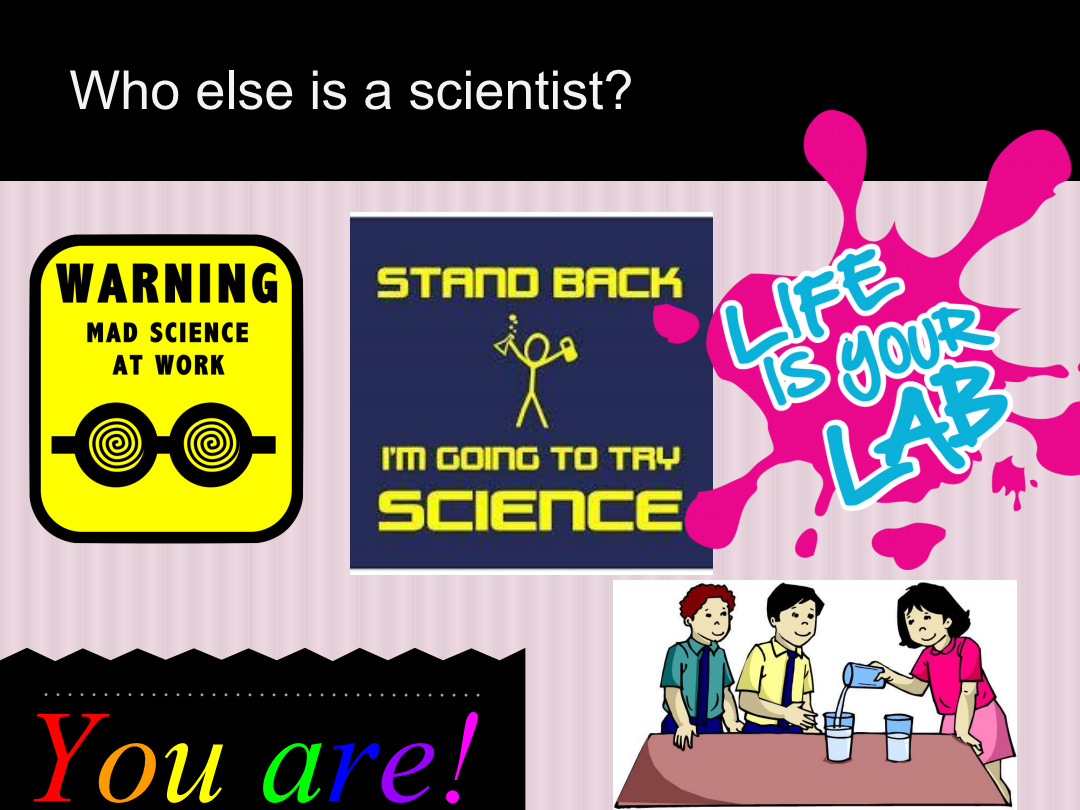 Who else is a scientist?
WARNING
MAD SCIENCE
AT WORK
STAND BACK
I'M GOING TO TRY
SCIENCE
LIFE
IS YOUR
LAB
You are!